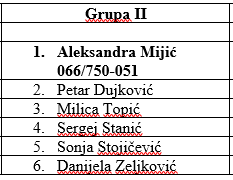 Grupa II
1. Aleksandra Mijić
066/750-051
2. Petar Dujković
3. Milica Topić
4. Sergej Stanić
5. Sonja Stojičević
6. Danijela Zeljković